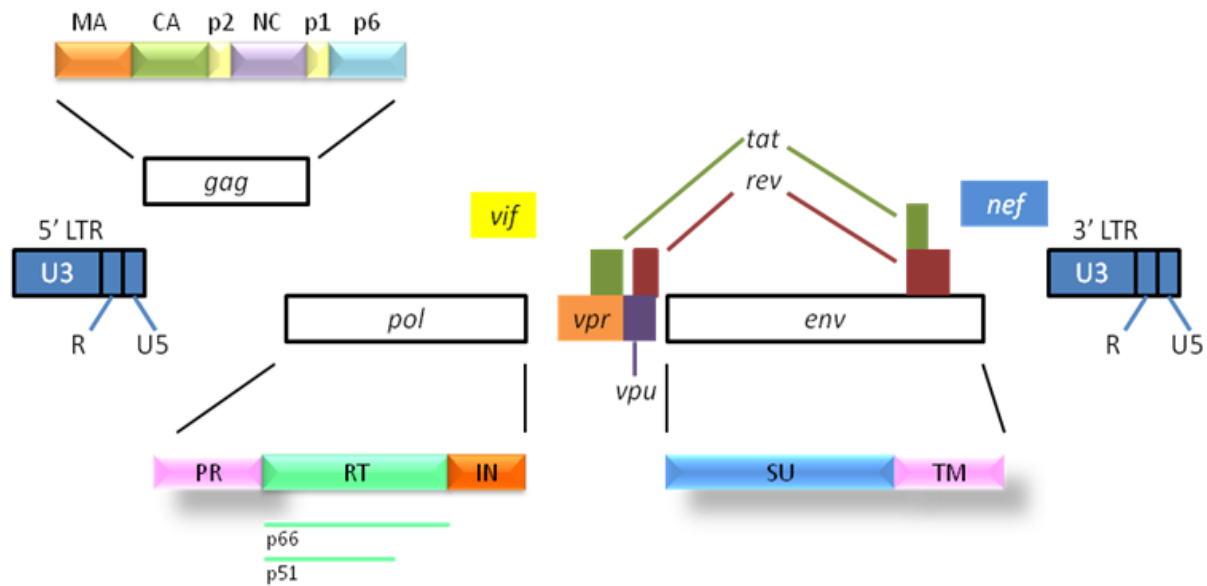 MA CA p2 NC p1 p6
tat
gag
rev
vif
nef
5' LTR
3' LTR
U3
U3
pol
vpr
env
R U5
R U5
vpu
PR RT IN
SU TM
p66
p51